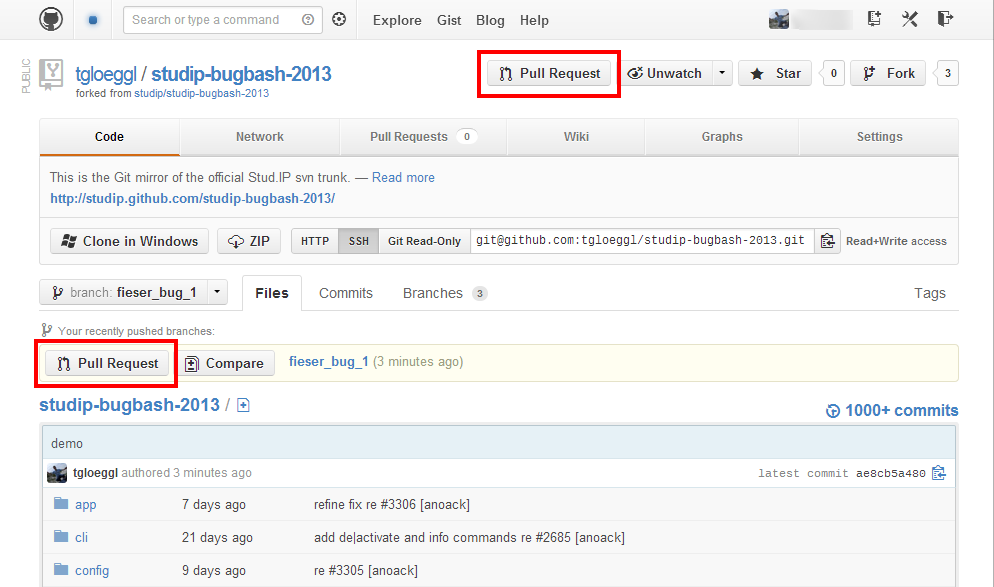 Search or type a command
Explore Gist Blog Help
PUBLIC
tgloeggl / studip-bugbash-2013
forked from studip/studip-bugbash-2013
Pull Request Unwatch Star 0 Fork 3
Code Network Pull Requests 0 Wiki Graphs Settings
This is the Git mirror of the official Stud.IP svn trunk. — Read more
http://studip.github.com/studip-bugbash-2013/
Clone in Windows ZIP HTTP SSH Git Read-Only git@github.com:tgloeggl/studip-bugbash-2013.git Read+Write access
branch: fieser_bug_1 Files Commits Branches 3 Tags
Your recently pushed branches:
Pull Request Compare fieser_bug_1 (3 minutes ago)
studip-bugbash-2013 / +
1000+ commits
demo
tgloeggl authored 3 minutes ago latest commit ae8cb5a480
app 7 days ago refine fix re #3306 [anoack]
cli 21 days ago add de|activate and info commands re #2685 [anoack]
config 9 days ago re #3305 [anoack]